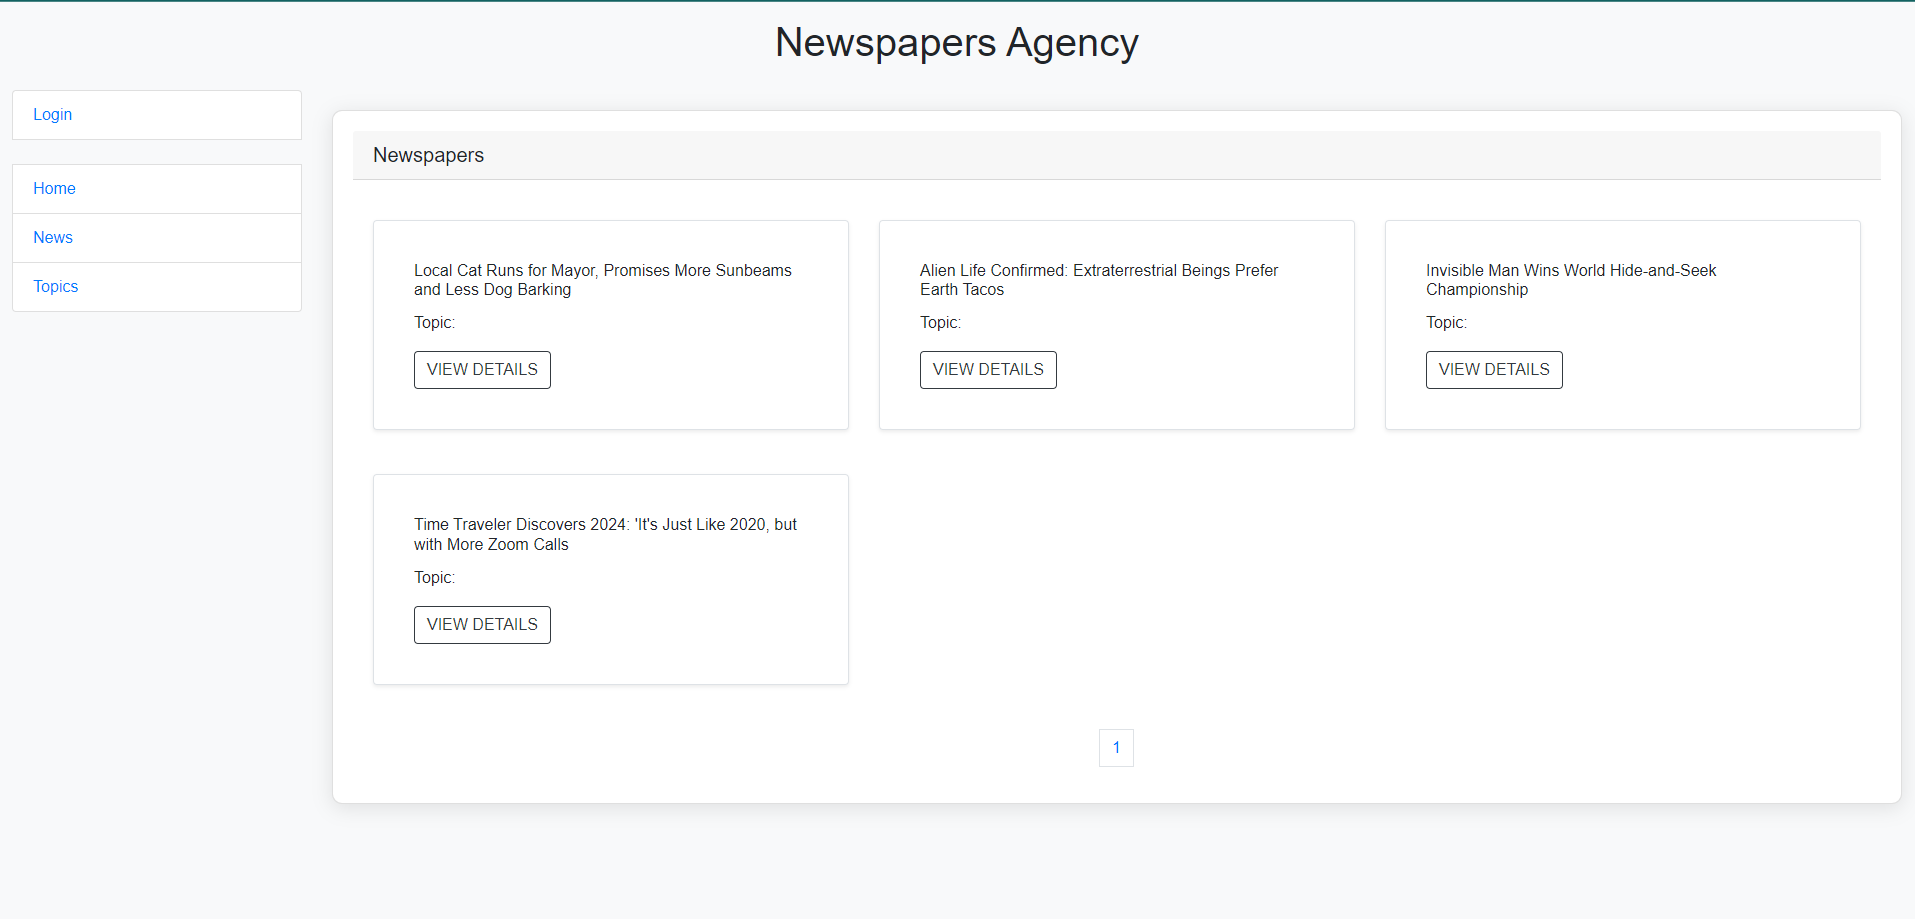 Newspapers Agency
Login
Home
News
Topics
Newspapers
Local Cat Runs for Mayor, Promises More Sunbeams
and Less Dog Barking
Topic:
VIEW DETAILS
Alien Life Confirmed: Extraterrestrial Beings Prefer
Earth Tacos
Topic:
VIEW DETAILS
Invisible Man Wins World Hide-and-Seek
Championship
Topic:
VIEW DETAILS
Time Traveler Discovers 2024: 'It's Just Like 2020, but
with More Zoom Calls
Topic:
VIEW DETAILS
1